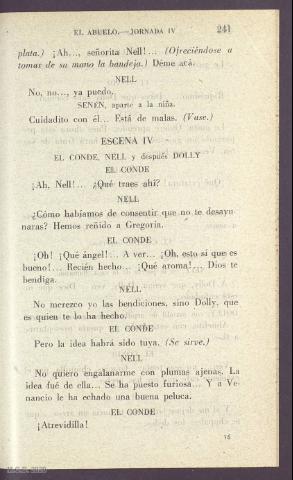 EL ABUELO.—JORNADA IV 241
plata.) ¡Ah..., señorita Nell!... (Ofreciéndose a
tomar de su mano la bandeja.) Déme acá.
NELL
No, no..., ya puedo.
SENÉN, aparte a la niña.
Cuidadito con él... Está de malas. (Vase.)
ESCENA IV
EL CONDE, NELL y después DOLLY
EL CONDE
¡Ah, Nell!... ¿Qué traes ahí?
NELL
¿Cómo habíamos de consentir que no te desayu-
naras? Hemos reñido a Gregoria.
EL CONDE
¡Oh! ¡Qué ángel!... A ver... ¡Oh, esto sí que es
bueno!... Recién hecho... ¡Qué aroma!... Dios te
bendiga.
NELL
No merezco yo las bendiciones, sino Dolly, que
es quien te lo ha hecho.
EL CONDE
Pero la idea habrá sido tuya. (Se sirve.)
NELL
No quiero engalanarme con plumas ajenas. La
idea fué de ella... Se ha puesto furiosa... Y a Ve-
nancio le ha echado una buena peluca.
EL CONDE
¡Atrevidilla!
16